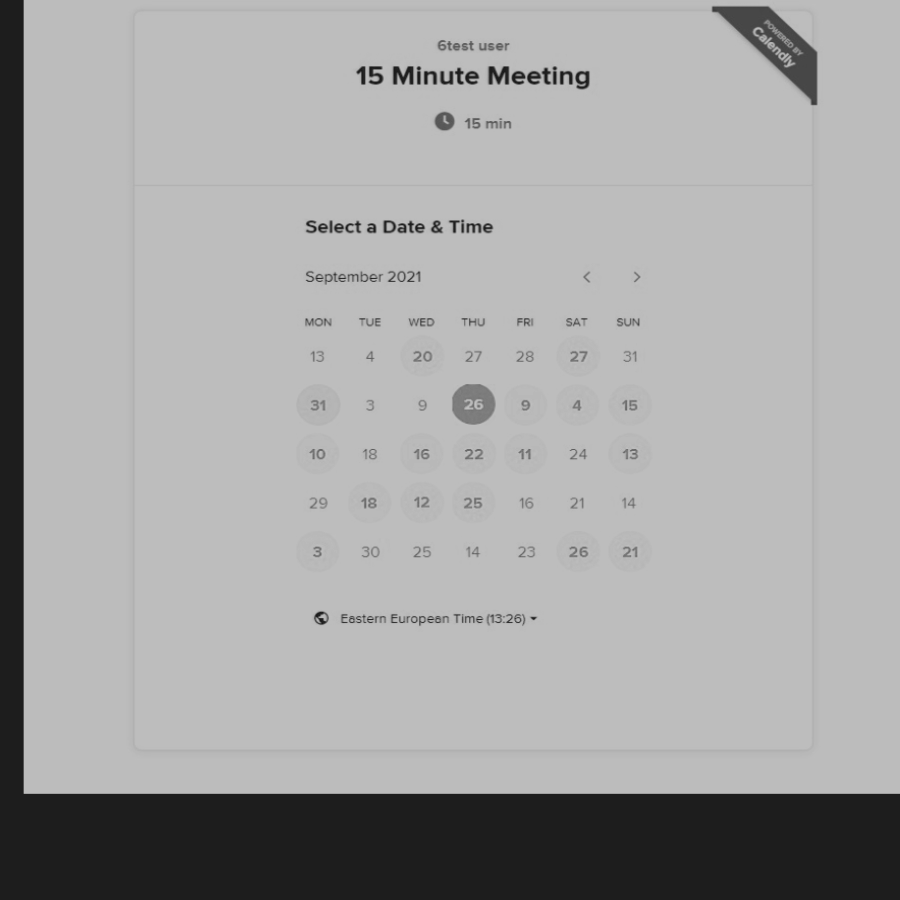 POWERED BY
Calendly
6test user
15 Minute Meeting
15 min
Select a Date & Time
September 2021
MON TUE WED THU FRI SAT SUN
13 4 20 27 28 27 31
31 3 9 26 9 4 15
10 18 16 22 11 24 13
29 18 12 25 16 21 14
3 30 25 14 23 26 21
Eastern European Time (13:26)